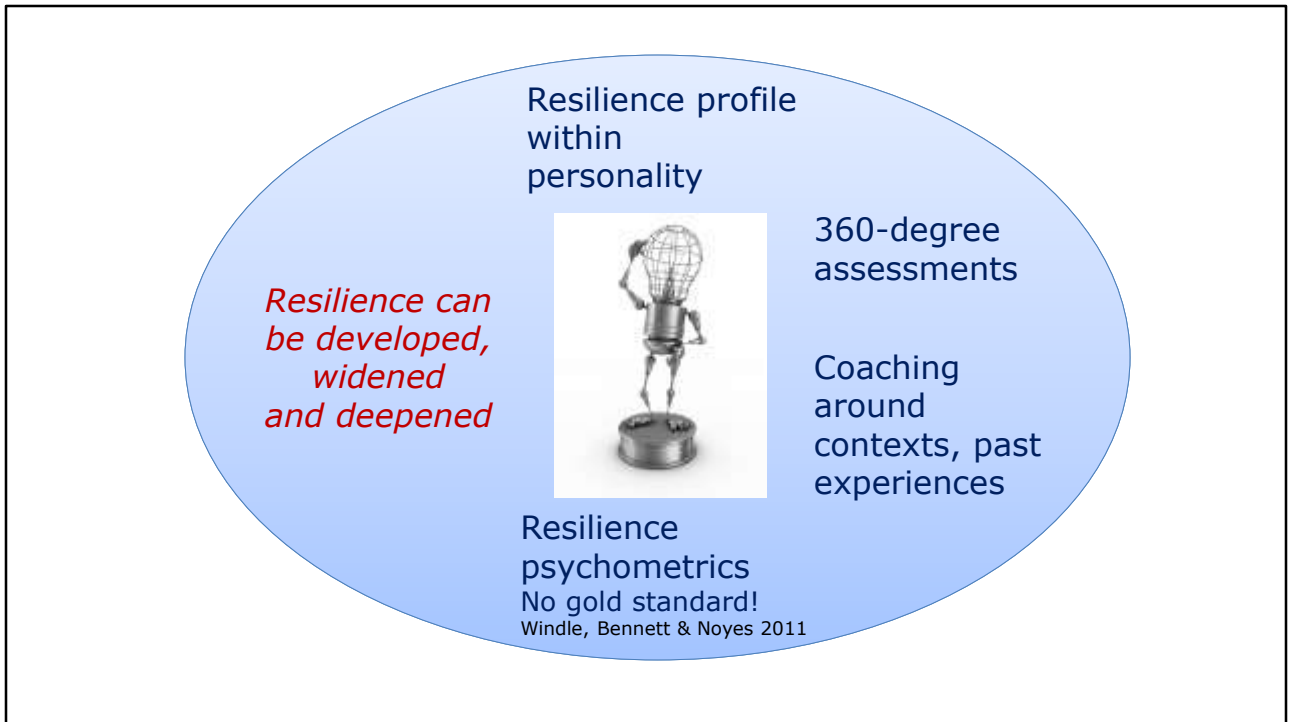 Resilience profile
within
personality
360-degree
assessments
Resilience can
be developed,
widened
and deepened
Coaching
around
contexts, past
experiences
Resilience
psychometrics
No gold standard!
Windle, Bennett & Noyes 2011